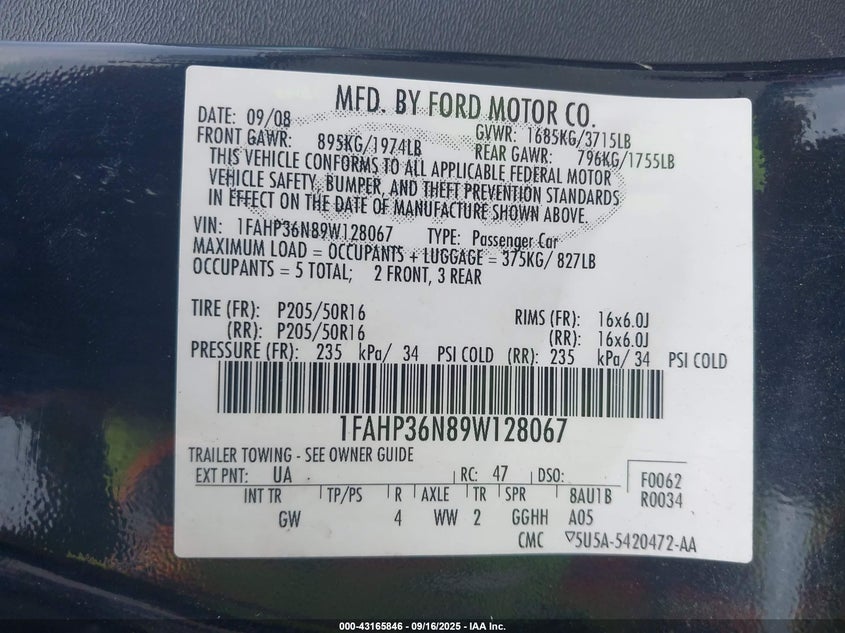 MFD. BY FORD MOTOR CO.
DATE: 09/08 GVWR: 1685KG/3715LB
FRONT GAWR: 895KG/1974LB REAR GAWR: 796KG/1755LB
THIS VEHICLE CONFORMS TO ALL APPLICABLE FEDERAL MOTOR
VEHICLE SAFETY, BUMPER, AND THEFT PREVENTION STANDARDS
IN EFFECT ON THE DATE OF MANUFACTURE SHOWN ABOVE.
VIN: 1FAHP36N89W128067 TYPE: Passenger Car
MAXIMUM LOAD = OCCUPANTS + LUGGAGE = 375KG/ 827LB
OCCUPANTS = 5 TOTAL; 2 FRONT, 3 REAR
TIRE (FR): P205/50R16 RIMS (FR): 16x6.0J
(RR): P205/50R16 (RR): 16x6.0J
PRESSURE (FR): 235 kPa/ 34 PSI COLD (RR): 235 kPa/ 34 PSI COLD
1FAHP36N89W128067
TRAILER TOWING - SEE OWNER GUIDE
EXT PNT: UA RC: 47 DSO: F0062
INT TR TP/PS R AXLE TR SPR 8AU1B R0034
GW 4 WW 2 GGHH A05
CMC ▽5U5A-5420472-AA
000-43165846 - 09/16/2025 - IAA Inc.